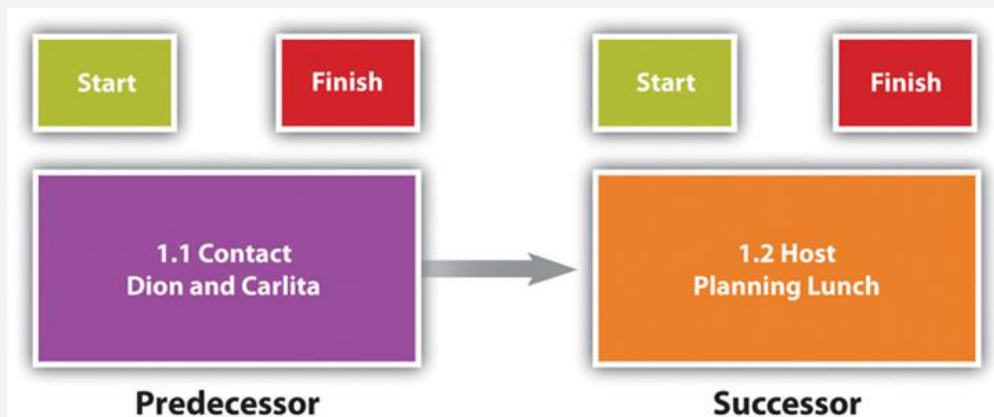 Start
Finish
Start
Finish
1.1 Contact
Dion and Carlita
1.2 Host
Planning Lunch
Predecessor
Successor